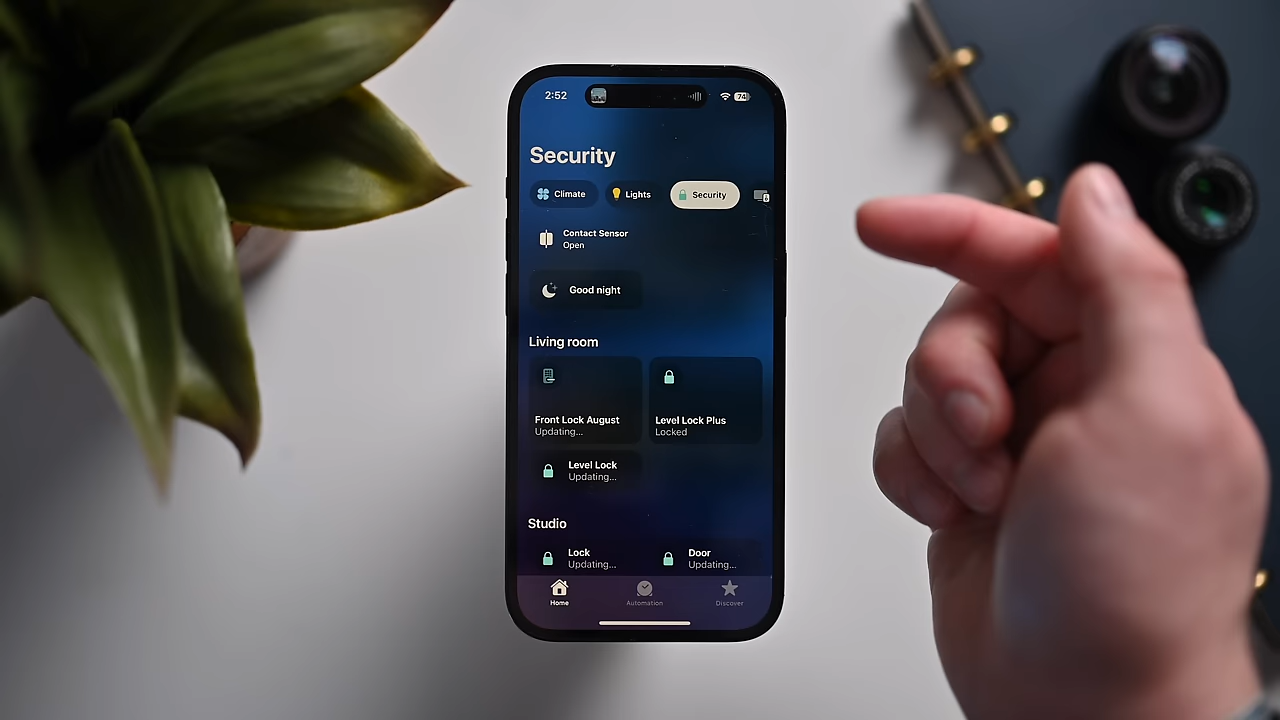 2:52
74
Security
Climate
Lights
Security
Contact Sensor
Open
Good night
Living room
Front Lock August
Updating...
Level Lock Plus
Locked
Level Lock
Updating...
Studio
Lock
Updating...
Door
Updating...
Home
Automation
Discover